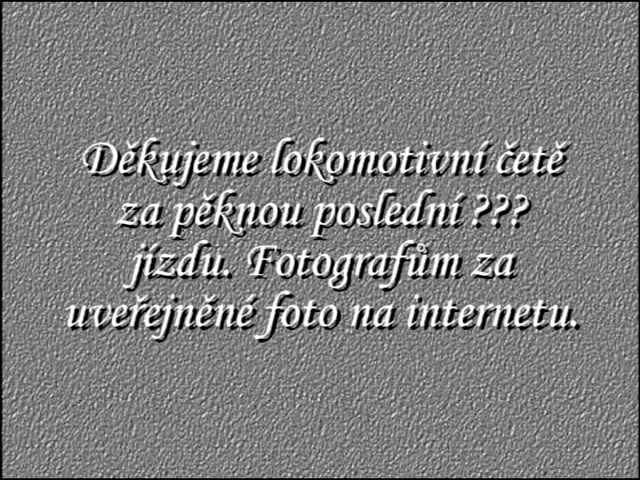 Děkujeme lokomotivní četě
za pěknou poslední ???
jízdu. Fotografům za
uveřejněné foto na internetu.